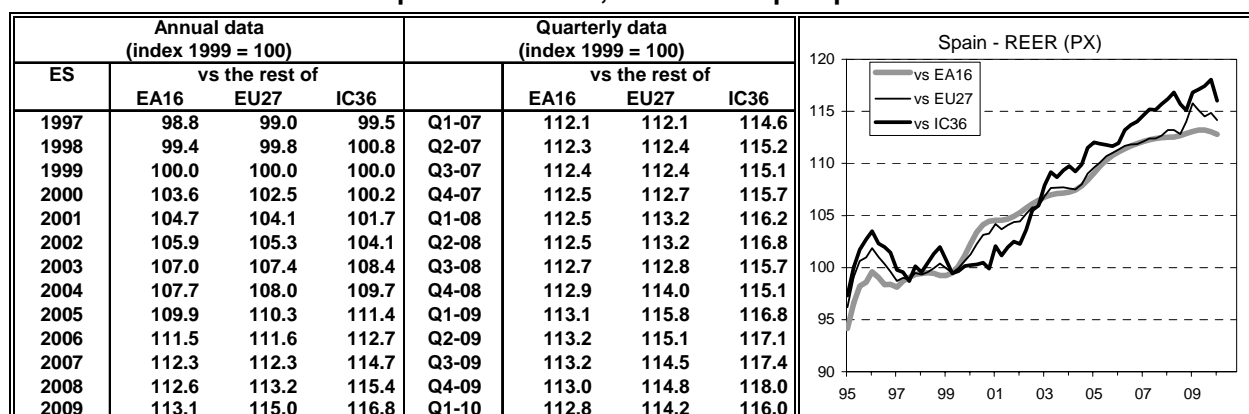 Annual data Quarterly data
(index 1999 = 100) (index 1999 = 100)
ES vs the rest of vs the rest of
EA16 EU27 IC36 EA16 EU27 IC36
1997 98.8 99.0 99.5 Q1-07 112.1 112.1 114.6
1998 99.4 99.8 100.8 Q2-07 112.3 112.4 115.2
1999 100.0 100.0 100.0 Q3-07 112.4 112.4 115.1
2000 103.6 102.5 100.2 Q4-07 112.5 112.7 115.7
2001 104.7 104.1 101.7 Q1-08 112.5 113.2 116.2
2002 105.9 105.3 104.1 Q2-08 112.5 113.2 116.8
2003 107.0 107.4 108.4 Q3-08 112.7 112.8 115.7
2004 107.7 108.0 109.7 Q4-08 112.9 114.0 115.1
2005 109.9 110.3 111.4 Q1-09 113.1 115.8 116.8
2006 111.5 111.6 112.7 Q2-09 113.2 115.1 117.1
2007 112.3 112.3 114.7 Q3-09 113.2 114.5 117.4
2008 112.6 113.2 115.4 Q4-09 113.0 114.8 118.0
2009 113.1 115.0 116.8 Q1-10 112.8 114.2 116.0
Spain - REER (PX)
120
vs EA16
vs EU27
115
vs IC36
110
105
100
95
90
95 97 99 01 03 05 07 09